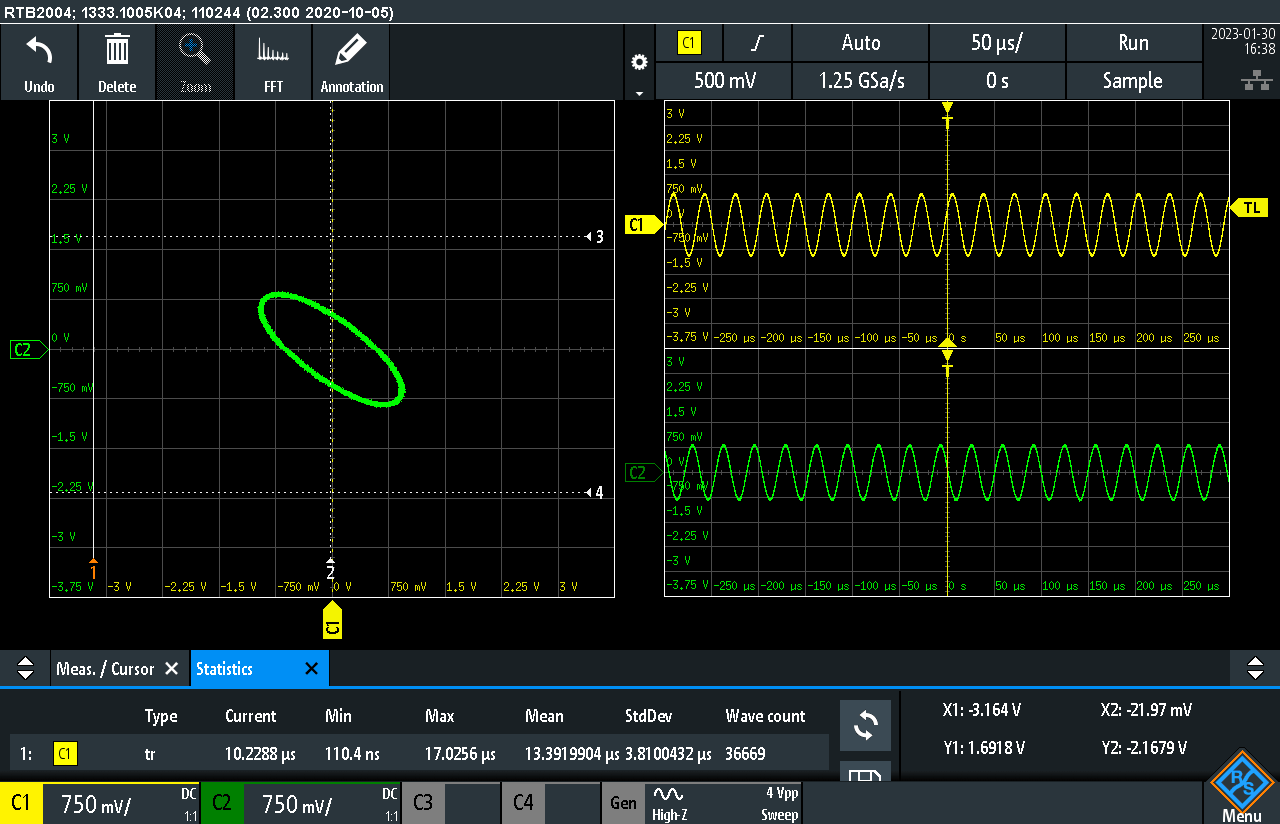 RTB2004; 1333.1005K04; 110244 (02.300 2020-10-05)
Undo Delete Zoom FFT Annotation
C1 Auto 50 µs/ Run
500 mV 1.25 GSa/s 0 s Sample
2023-01-30
16:38
3 V
2.25 V
1.5 V
750 mV
0 V
-750 mV
-1.5 V
-2.25 V
-3 V
-3.75 V
C2
3
4
1
2
-3 V -2.25 V -1.5 V -750 mV 0 V 750 mV 1.5 V 2.25 V 3 V
C1
3 V
2.25 V
1.5 V
750 mV
0 V
-750 mV
-1.5 V
-2.25 V
-3 V
-3.75 V -250 µs -200 µs -150 µs -100 µs -50 µs 0 s 50 µs 100 µs 150 µs 200 µs 250 µs
C1
T
TL
3 V
2.25 V
1.5 V
750 mV
0 V
-750 mV
-1.5 V
-2.25 V
-3 V
-3.75 V -250 µs -200 µs -150 µs -100 µs -50 µs 0 s 50 µs 100 µs 150 µs 200 µs 250 µs
C2
T
Meas. / Cursor Statistics
Type Current Min Max Mean StdDev Wave count
1: C1 tr 10.2288 µs 110.4 ns 17.0256 µs 13.3919904 µs 3.8100432 µs 36669
X1: -3.164 V X2: -21.97 mV
Y1: 1.6918 V Y2: -2.1679 V
C1 750 mV/ DC 1:1 C2 750 mV/ DC 1:1 C3 C4 Gen High-Z 4 Vpp Sweep
R S
Menu